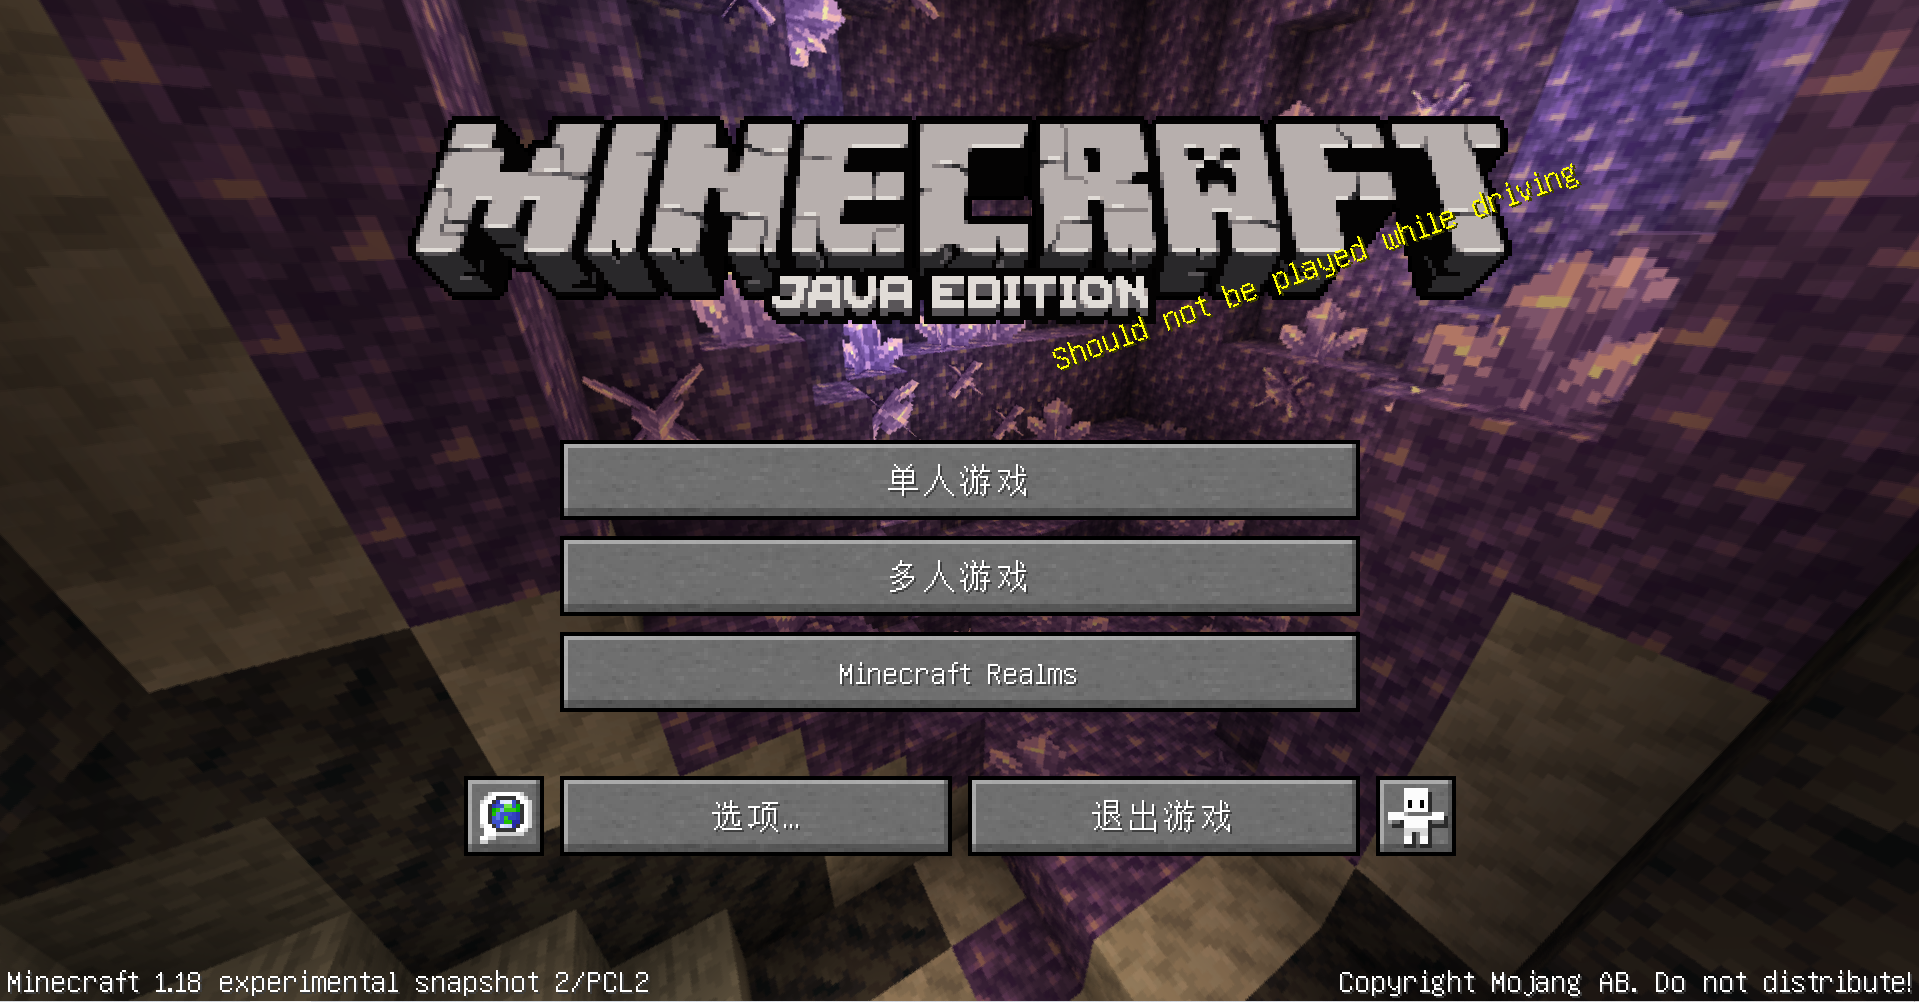 MINECRAFT
JAVA EDITION
Should not be played while driving
单人游戏
多人游戏
Minecraft Realms
选项...
退出游戏
Minecraft 1.18 experimental snapshot 2/PCL2
Copyright Mojang AB. Do not distribute!